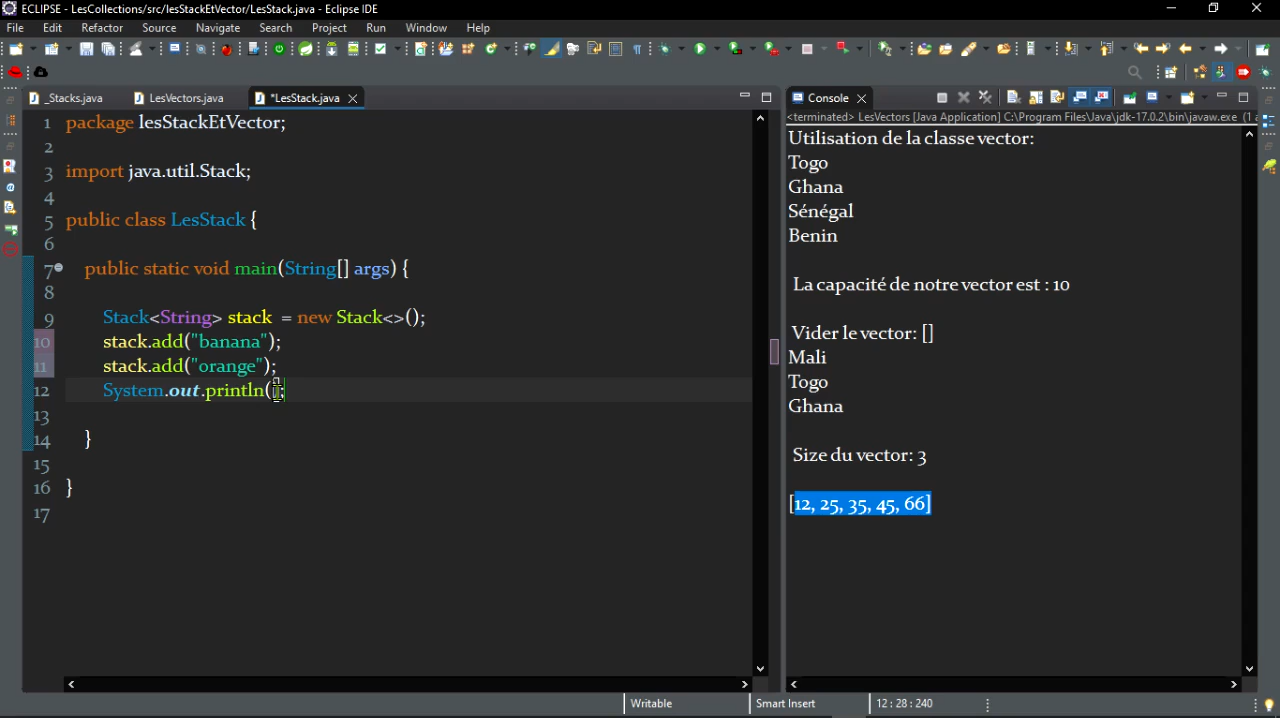 ECLIPSE - LesCollections/src/lesStackEtVector/LesStack.java - Eclipse IDE
File Edit Refactor Source Navigate Search Project Run Window Help
_Stacks.java LesVectors.java *LesStack.java
1 package lesStackEtVector;
2
3 import java.util.Stack;
4
5 public class LesStack {
6
7 public static void main(String[] args) {
8
9 Stack<String> stack = new Stack<>();
10 stack.add("banana");
11 stack.add("orange");
12 System.out.println();
13
14 }
15
16 }
17
Console
<terminated> LesVectors [Java Application] C:\Program Files\Java\jdk-17.0.2\bin\javaw.exe (1 a
Utilisation de la classe vector:
Togo
Ghana
Sénégal
Benin
La capacité de notre vector est : 10
Vider le vector: []
Mali
Togo
Ghana
Size du vector: 3
[12, 25, 35, 45, 66]
Writable Smart Insert 12 : 28 : 240